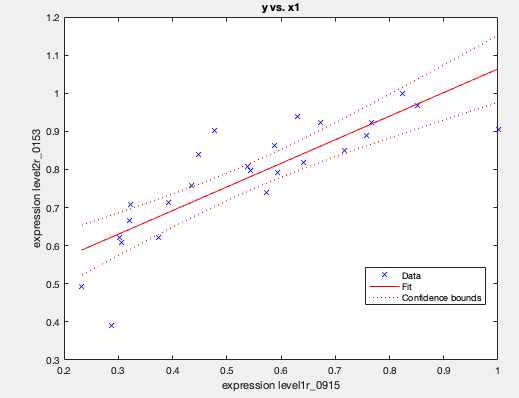 y vs. x1
1.2
1.1
1
0.9
0.8
0.7
0.6
0.5
0.4
0.3
expression level2r_0153
Data
Fit
Confidence bounds
0.2 0.3 0.4 0.5 0.6 0.7 0.8 0.9 1
expression level1r_0915